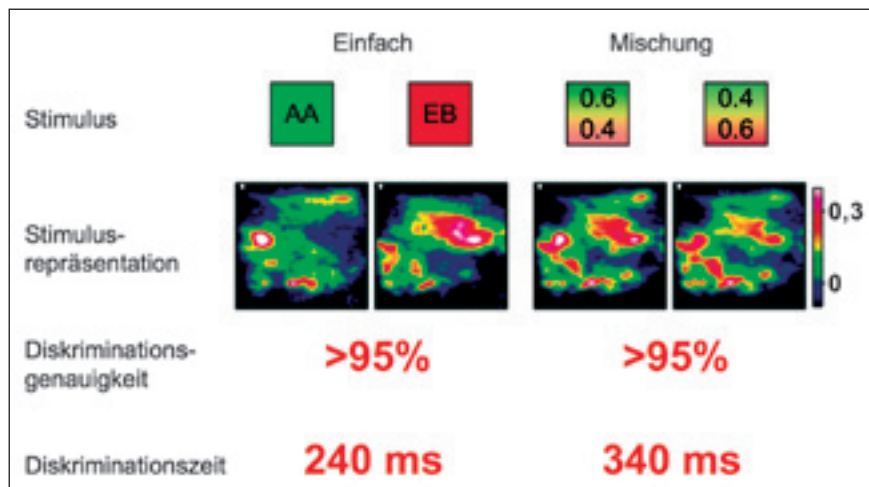 Einfach Mischung
Stimulus AA EB 0.6 0.4
0.4 0.6
Stimulus-
repräsentation
0,3
0
Diskriminations-
genauigkeit
>95% >95%
Diskriminationszeit 240 ms 340 ms